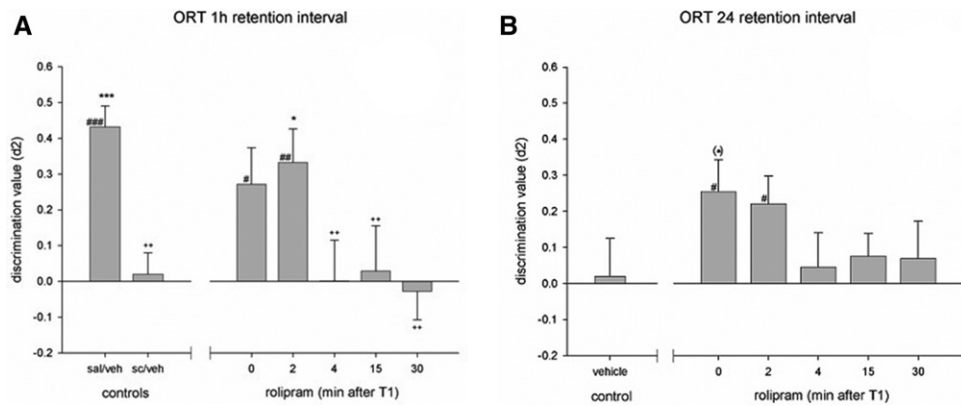 A
ORT 1h retention interval
discrimination value (d2)
0.6
0.5
0.4
0.3
0.2
0.1
0.0
-0.1
-0.2
***
###
++
#
*
##
++
++
++
sal/veh sc/veh
controls
0 2 4 15 30
rolipram (min after T1)
B
ORT 24 retention interval
discrimination value (d2)
0.6
0.5
0.4
0.3
0.2
0.1
0.0
-0.1
-0.2
(*)
#
#
vehicle
control
0 2 4 15 30
rolipram (min after T1)